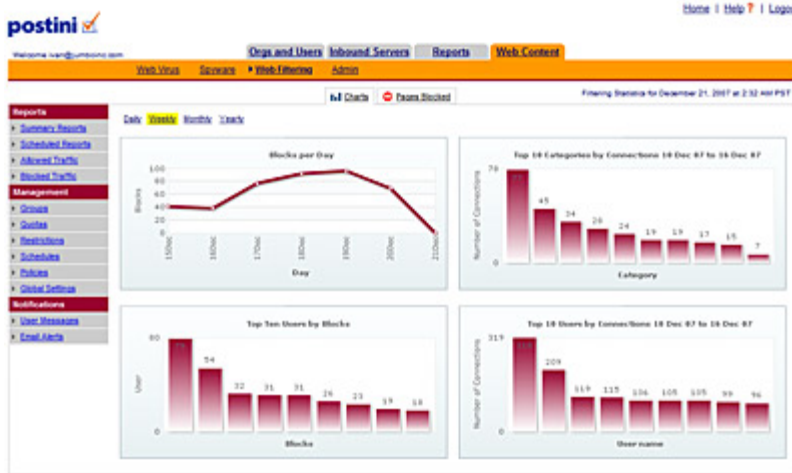 Home | Help ? | Logo
postini
Welcome ivan@jumboinc.com
Orgs and Users Inbound Servers Reports Web Content
Web Virus Spyware Web Filtering Admin
Charts Pages Blocked
Filtering Statistics for December 21, 2007 at 2:32 AM PST
Daily Weekly Monthly Yearly
Reports
Summary Reports
Scheduled Reports
Allowed Traffic
Blocked Traffic
Management
Groups
Quotas
Restrictions
Schedules
Policies
Global Settings
Notifications
User Messages
Email Alerts
Blocks per Day
Blocks
100
80
60
40
20
0
15Dec 16Dec 17Dec 18Dec 19Dec 20Dec 21Dec
Day
Top 10 Categories by Connections 10 Dec 07 to 16 Dec 07
Number of Connections
78
0
45 34 26 24 19 19 17 15 7
Category
Top Ten Users by Blocks
User
80
0
54 32 31 31 26 23 19 18
Blocks
Top 10 Users by Connections 10 Dec 07 to 16 Dec 07
Number of Connections
319
0
209 119 115 106 105 105 99 96
User name